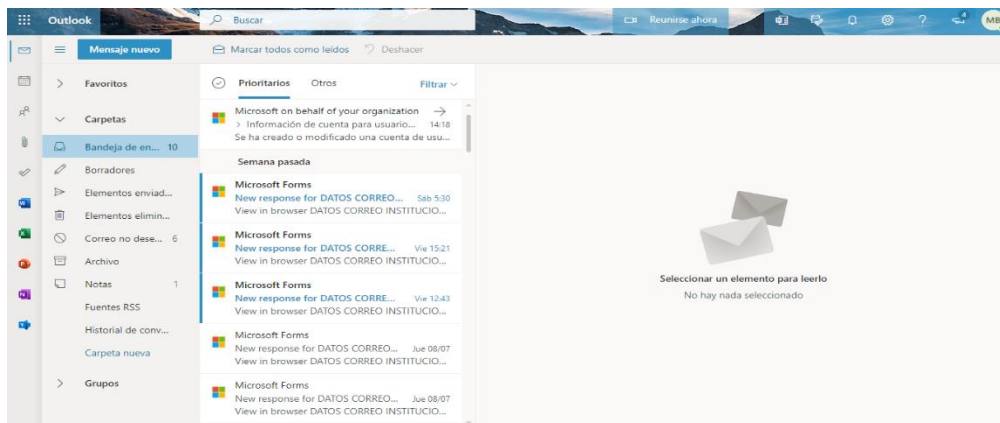 Outlook
Buscar
Reunirse ahora
4
MB
Mensaje nuevo
Marcar todos como leídos
Deshacer
Favoritos
Carpetas
Bandeja de en... 10
Borradores
Elementos enviad...
Elementos elimin...
Correo no dese... 6
Archivo
Notas 1
Fuentes RSS
Historial de conv...
Carpeta nueva
Grupos
Prioritarios
Otros
Filtrar
Microsoft on behalf of your organization
> Información de cuenta para usuario... 14:18
Se ha creado o modificado una cuenta de usu...
Semana pasada
Microsoft Forms
New response for DATOS CORREO... Sáb 5:30
View in browser DATOS CORREO INSTITUCIO...
Microsoft Forms
New response for DATOS CORRE... Vie 15:21
View in browser DATOS CORREO INSTITUCIO...
Microsoft Forms
New response for DATOS CORRE... Vie 12:43
View in browser DATOS CORREO INSTITUCIO...
Microsoft Forms
New response for DATOS CORREO... Jue 08/07
View in browser DATOS CORREO INSTITUCIO...
Microsoft Forms
New response for DATOS CORREO... Jue 08/07
View in browser DATOS CORREO INSTITUCIO...
Seleccionar un elemento para leerlo
No hay nada seleccionado